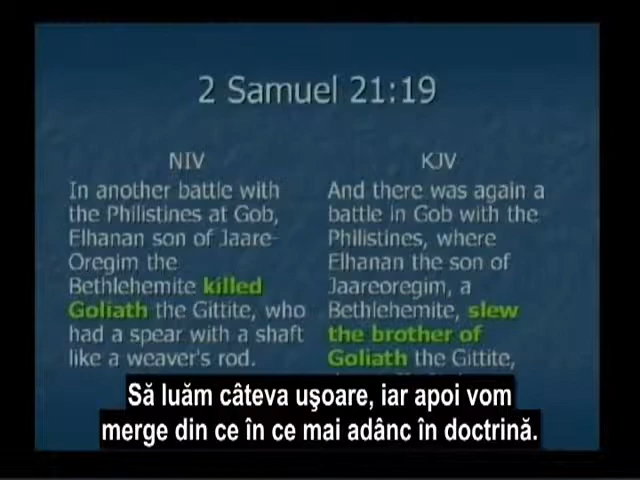 2 Samuel 21:19
NIV
In another battle with
the Philistines at Gob,
Elhanan son of Jaare-
Oregim the
Bethlehemite killed
Goliath the Gittite, who
had a spear with a shaft
like a weaver's rod.
KJV
And there was again a
battle in Gob with the
Philistines, where
Elhanan the son of
Jaareoregim, a
Bethlehemite, slew
the brother of
Goliath the Gittite,
Să luăm câteva uşoare, iar apoi vom
merge din ce în ce mai adânc în doctrină.